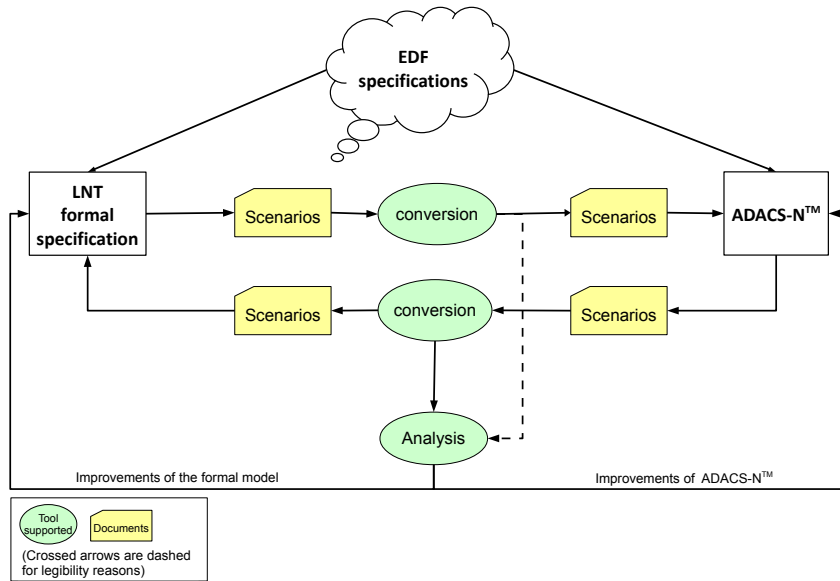 EDF
specifications
LNT
formal
specification
Scenarios
conversion
Scenarios
ADACS-N™
Scenarios
conversion
Scenarios
Analysis
Improvements of the formal model
Improvements of ADACS-N™
Tool
supported
Documents
(Crossed arrows are dashed
for legibility reasons)